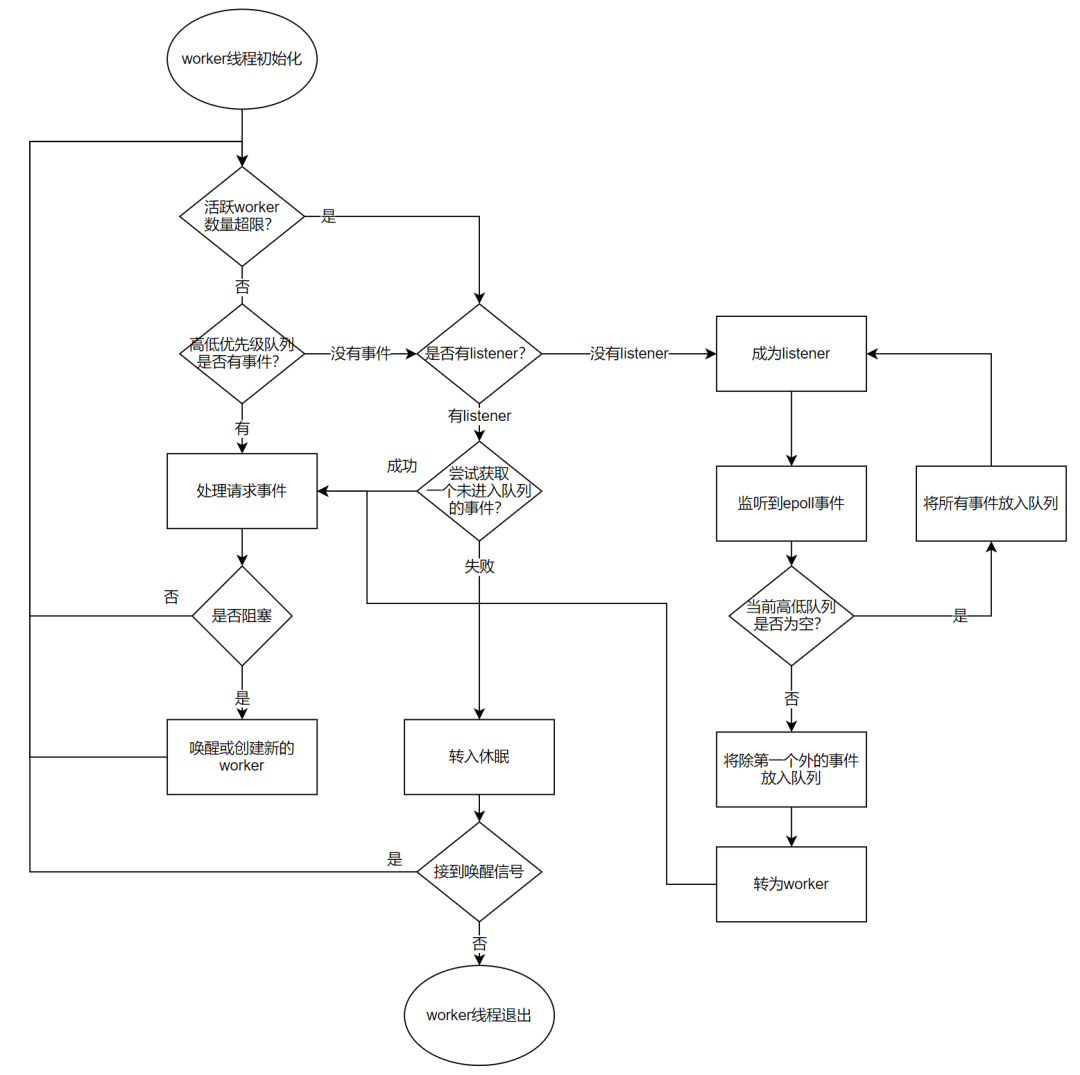 worker线程初始化
活跃worker
数量超限?
是
否
高低优先级队列
是否有事件?
没有事件
是否有listener?
没有listener
成为listener
有
有listener
成功
处理请求事件
尝试获取
一个未进入队列
的事件?
监听到epoll事件
将所有事件放入队列
失败
否
是否阻塞
当前高低队列
是否为空?
是
是
否
唤醒或创建新的
worker
转入休眠
将除第一个外的事件
放入队列
是
接到唤醒信号
转为worker
否
worker线程退出